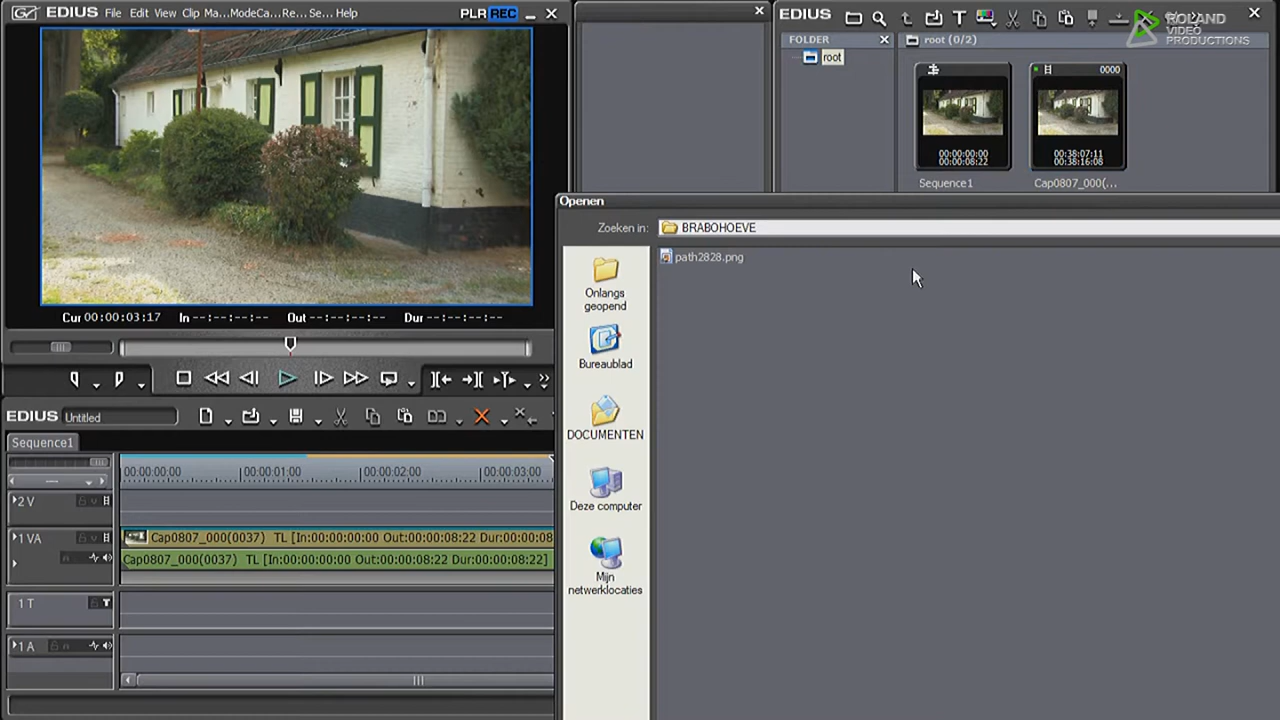 EDIUS File Edit View Clip Ma... Mode Ca... Re... Se... Help PLR REC
Cur 00:00:03:17 In --:--:--:-- Out --:--:--:-- Dur --:--:--:--
EDIUS Untitled
Sequence1
00:00:00:00 00:00:01:00 00:00:02:00 00:00:03:00
2 V
1 VA Cap0807_000(0037) TL [In:00:00:00:00 Out:00:00:08:22 Dur:00:00:08
Cap0807_000(0037) TL [In:00:00:00:00 Out:00:00:08:22 Dur:00:00:08:22]
1 T T
1 A
EDIUS
ROLAND
VIDEO
PRODUCTIONS
FOLDER
root
root (0/2)
00:00:00:00
00:00:08:22
Sequence1
0000
00:38:07:11
00:38:16:08
Cap0807_000(...
Openen
Zoeken in: BRABOHOEVE
path2828.png
Onlangs
geopend
Bureaublad
DOCUMENTEN
Deze computer
Mijn
netwerklocaties